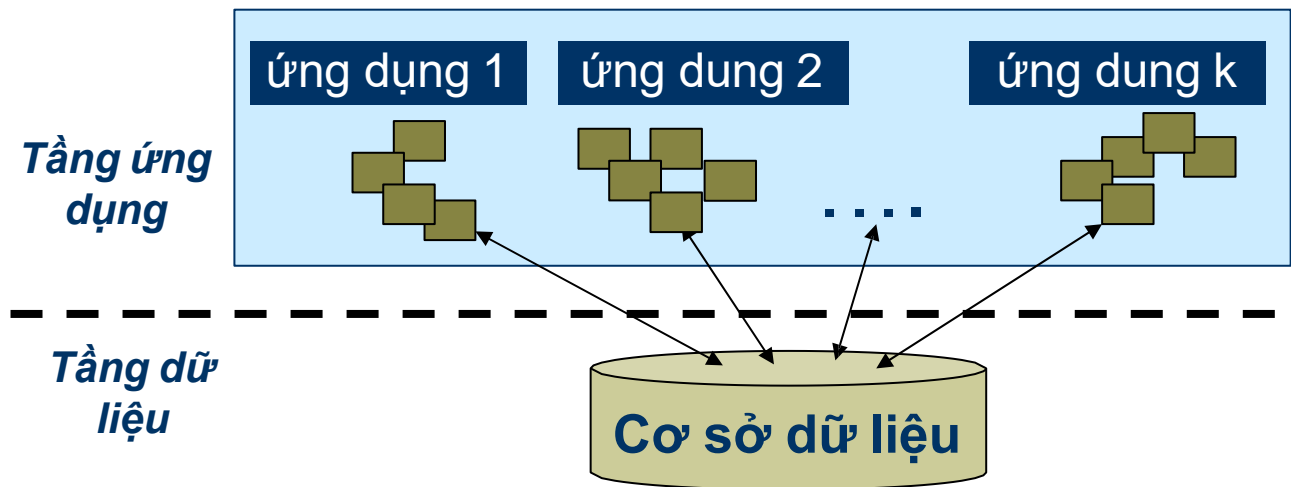 ứng dụng 1
ứng dung 2
ứng dung k
Tầng ứng
dụng
. . . .
Tầng dữ
liệu
Cơ sở dữ liệu